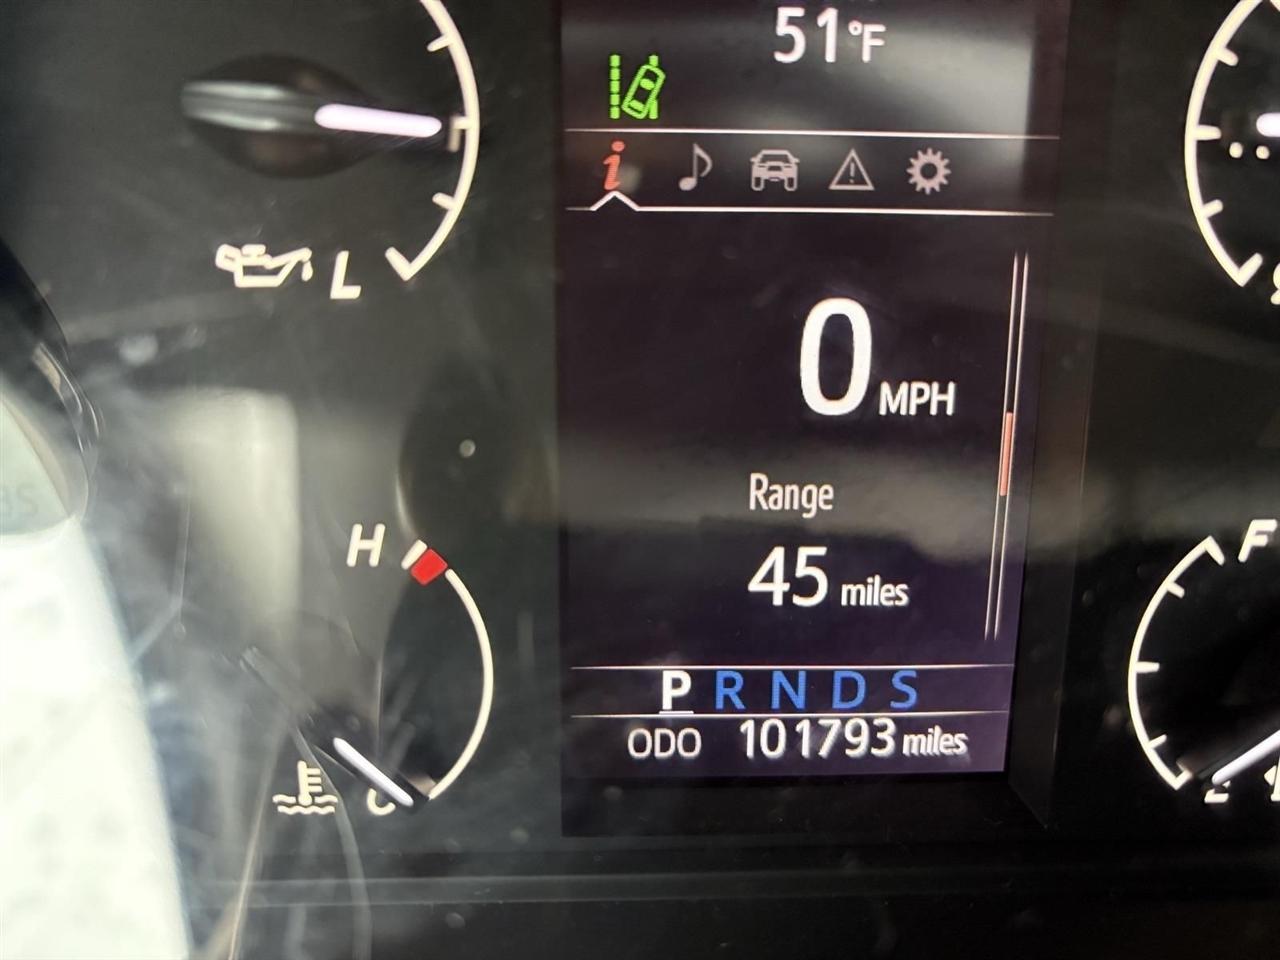 51°F
L
0 MPH
Range
45 miles
H
F
P R N D S
ODO 101793 miles
C
E